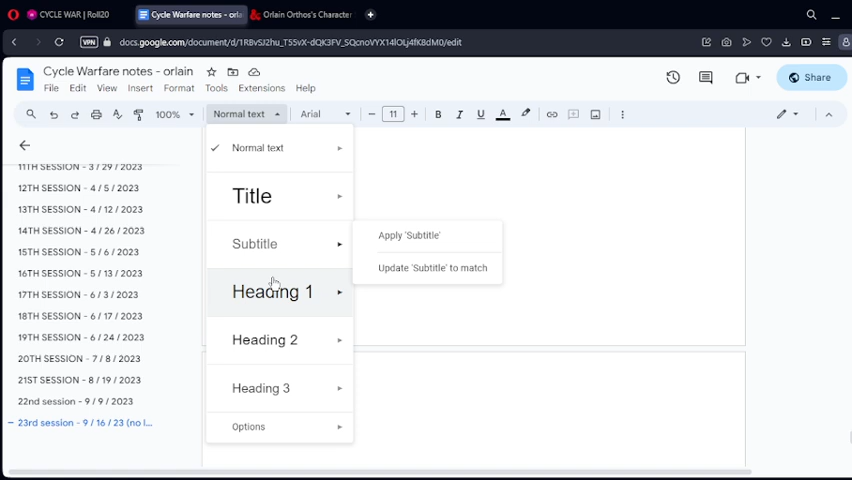 CYCLE WAR | Roll20
Cycle Warfare notes - orla
Orlain Orthos's Character
VPN
docs.google.com/document/d/1RBvSJ2hu_T55vX-dQK3FV_SQcnoVYX14lOLj4fK8dM0/edit
Cycle Warfare notes - orlain
File Edit View Insert Format Tools Extensions Help
Share
100% Normal text Arial 11 B I U A
11TH SESSION - 3 / 29 / 2023
12TH SESSION - 4 / 5 / 2023
13TH SESSION - 4 / 12 / 2023
14TH SESSION - 4 / 26 / 2023
15TH SESSION - 5 / 6 / 2023
16TH SESSION - 5 / 13 / 2023
17TH SESSION - 6 / 3 / 2023
18TH SESSION - 6 / 17 / 2023
19TH SESSION - 6 / 24 / 2023
20TH SESSION - 7 / 8 / 2023
21ST SESSION - 8 / 19 / 2023
22nd session - 9 / 9 / 2023
23rd session - 9 / 16 / 23 (no l...
Normal text
Title
Subtitle
Heading 1
Heading 2
Heading 3
Options
Apply 'Subtitle'
Update 'Subtitle' to match